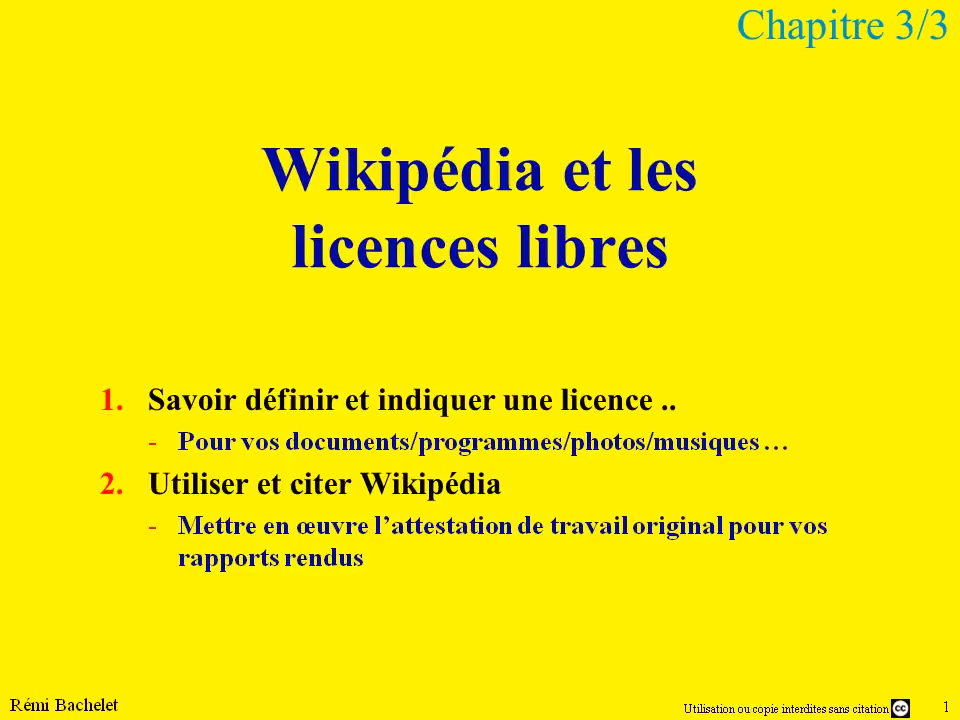 Chapitre 3/3
Wikipédia et les
licences libres
1. Savoir définir et indiquer une licence ..
- Pour vos documents/programmes/photos/musiques …
2. Utiliser et citer Wikipédia
- Mettre en œuvre l’attestation de travail original pour vos
rapports rendus
Rémi Bachelet
Utilisation ou copie interdites sans citation
cc
1